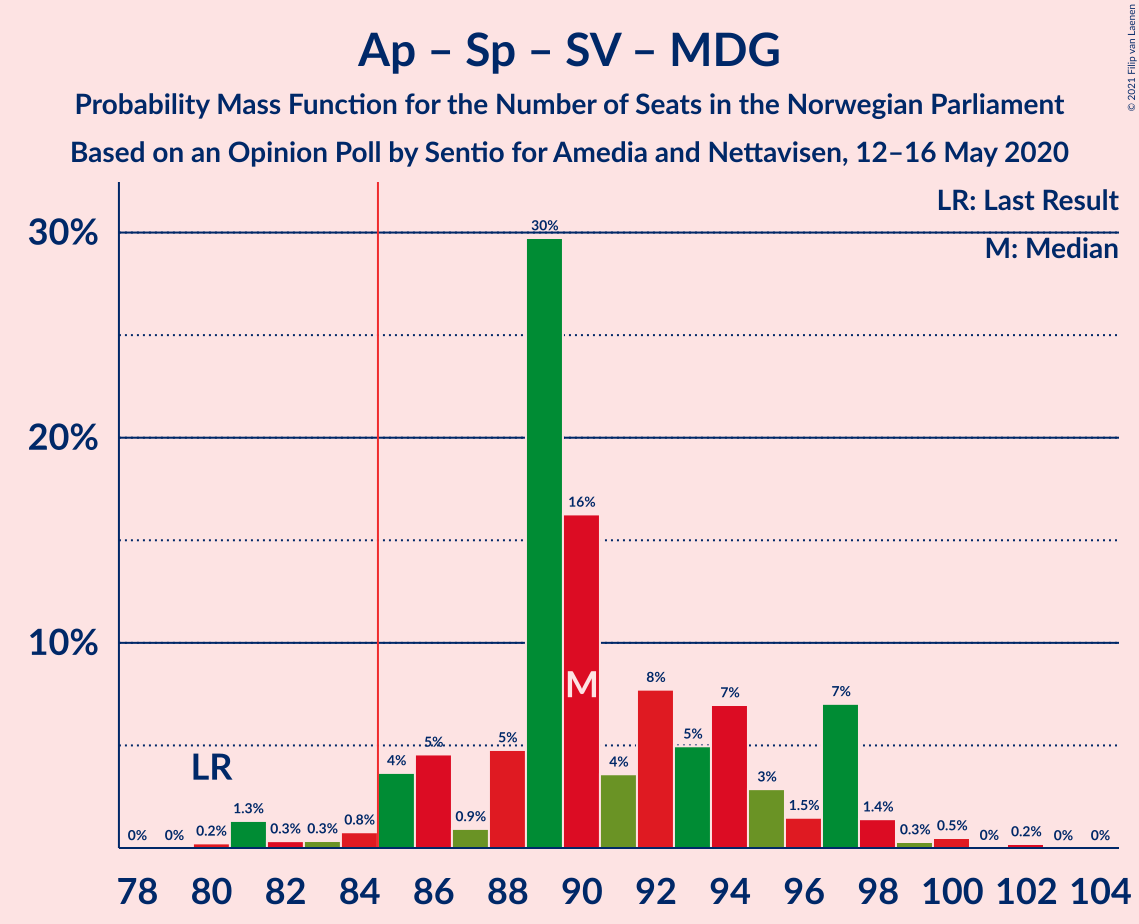 Ap – Sp – SV – MDG
Probability Mass Function for the Number of Seats in the Norwegian Parliament
Based on an Opinion Poll by Sentio for Amedia and Nettavisen, 12–16 May 2020
© 2021 Filip van Laenen
LR: Last Result
M: Median
30%
20%
10%
0% 0% 0.2% 1.3% 0.3% 0.3% 0.8% 4% 5% 0.9% 5% 30% 16% 4% 8% 5% 7% 3% 1.5% 7% 1.4% 0.3% 0.5% 0% 0.2% 0% 0%
LR
M
78 80 82 84 86 88 90 92 94 96 98 100 102 104